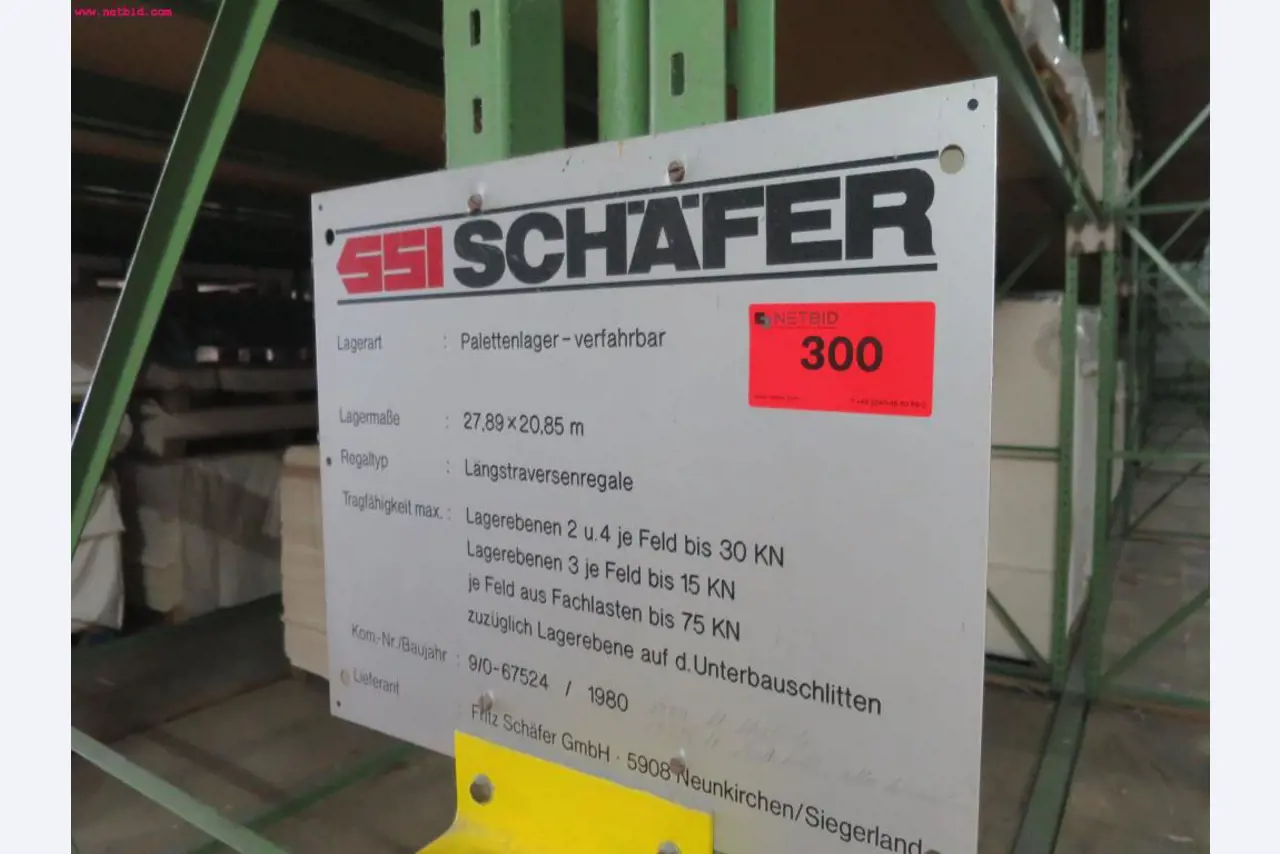 www.netbid.com
SSI SCHÄFER
NETBID
300
Lagerart : Palettenlager – verfahrbar
Lagermaße : 27,89 x 20,85 m
Regaltyp : Längstraversenregale
Tragfähigkeit max. : Lagerebenen 2 u. 4 je Feld bis 30 KN
Lagerebenen 3 je Feld bis 15 KN
je Feld aus Fachlasten bis 75 KN
zuzüglich Lagerebene auf d. Unterbauschlitten
Kom.-Nr./Baujahr : 9/0-67524 / 1980
Lieferant Fritz Schäfer GmbH · 5908 Neunkirchen/Siegerland